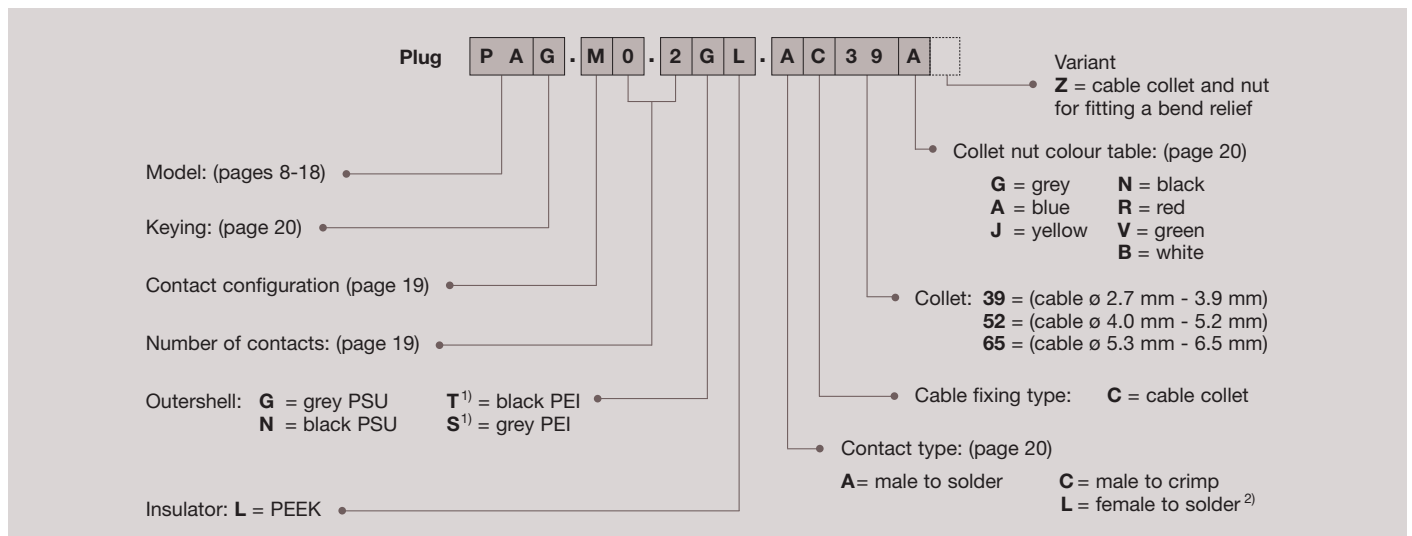 Plug P A G . M 0 . 2 G L . A C 3 9 A
Variant
Z = cable collet and nut
for fitting a bend relief
Collet nut colour table: (page 20)
G = grey N = black
A = blue R = red
J = yellow V = green
B = white
Model: (pages 8-18)
Keying: (page 20)
Contact configuration (page 19)
Collet: 39 = (cable ø 2.7 mm - 3.9 mm)
52 = (cable ø 4.0 mm - 5.2 mm)
65 = (cable ø 5.3 mm - 6.5 mm)
Number of contacts: (page 19)
Outershell: G = grey PSU T 1) = black PEI
N = black PSU S 1) = grey PEI
Cable fixing type: C = cable collet
Contact type: (page 20)
A= male to solder C = male to crimp
L = female to solder 2)
Insulator: L = PEEK